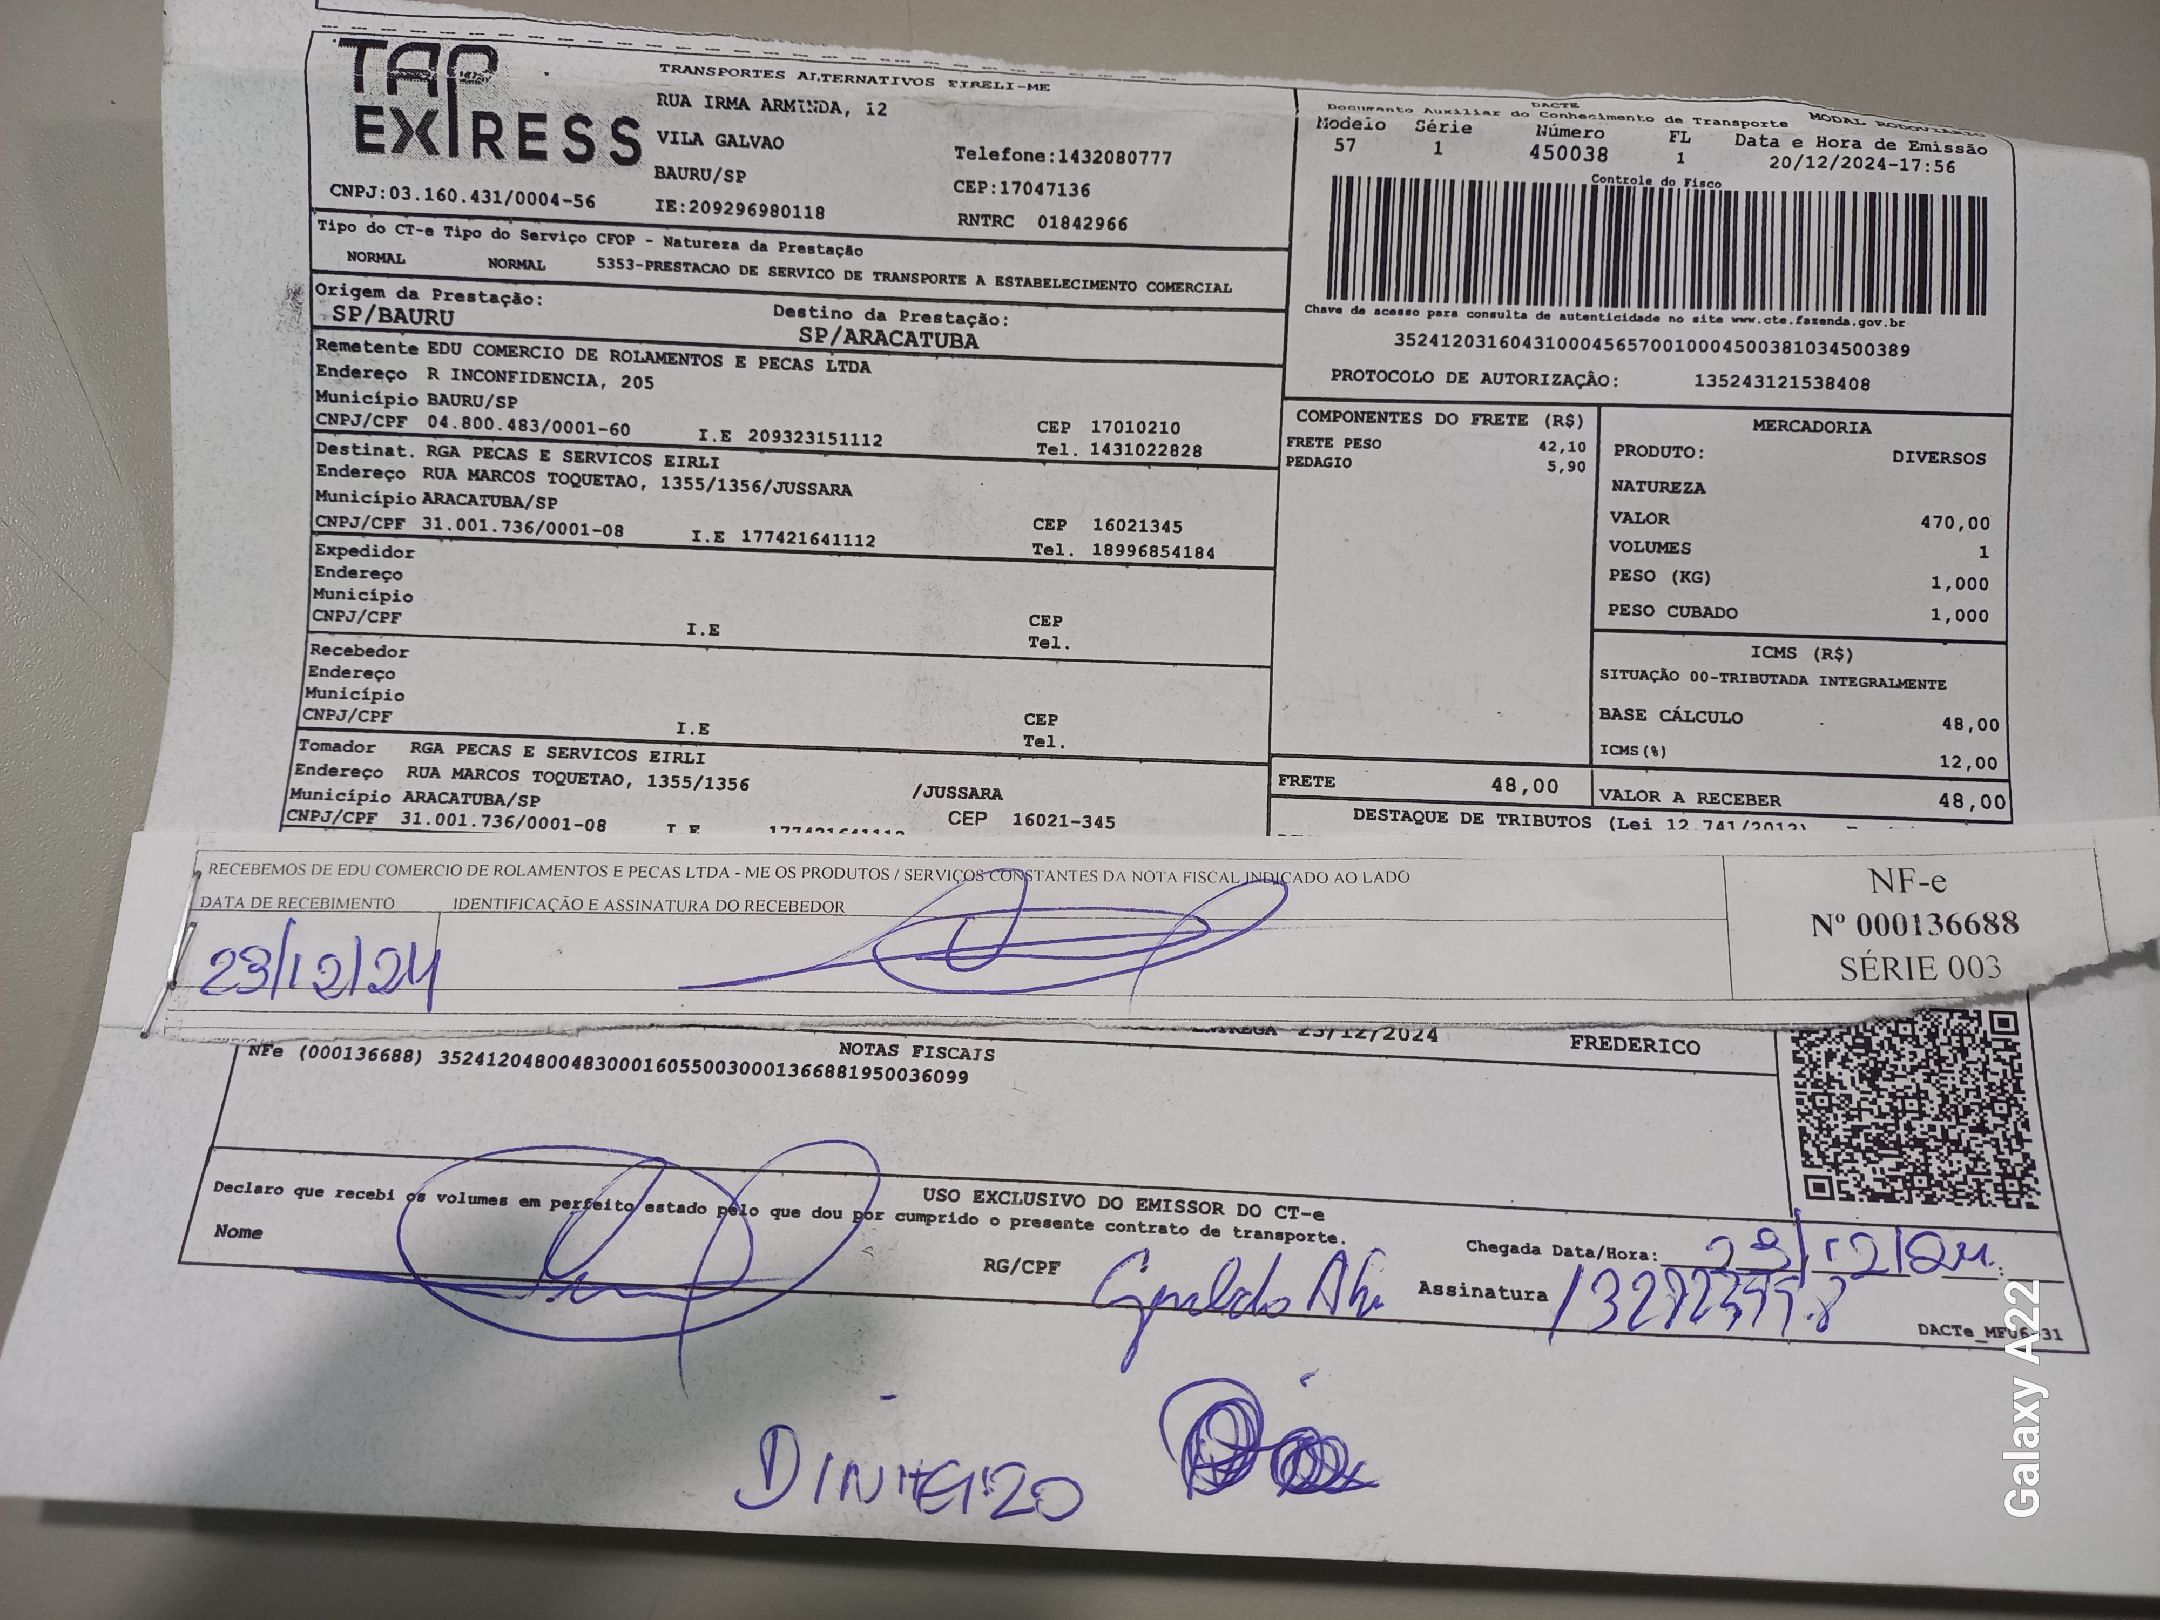 TAP
EXPRESS
CNPJ:03.160.431/0004-56
TRANSPORTES ALTERNATIVOS EIRELI-ME
RUA IRMA ARMINDA, 12
VILA GALVAO
BAURU/SP
IE:209296980118
Telefone:1432080777
CEP:17047136
RNTRC 01842966
DACTE
Documento Auxiliar do Conhecimento de Transporte MODAL RODOVIÁRIO
Modelo Série Número FL Data e Hora de Emissão
57 1 450038 1 20/12/2024-17:56
Controle do Fisco
Chave de acesso para consulta de autenticidade no site www.cte.fazenda.gov.br
35241203160431000456570010004500381034500389
PROTOCOLO DE AUTORIZAÇÃO: 135243121538408
Tipo do CT-e Tipo do Serviço CFOP - Natureza da Prestação
NORMAL NORMAL 5353-PRESTACAO DE SERVICO DE TRANSPORTE A ESTABELECIMENTO COMERCIAL
Origem da Prestação: Destino da Prestação:
SP/BAURU SP/ARACATUBA
Remetente EDU COMERCIO DE ROLAMENTOS E PECAS LTDA
Endereço R INCONFIDENCIA, 205
Município BAURU/SP CEP 17010210
CNPJ/CPF 04.800.483/0001-60 I.E 209323151112 Tel. 1431022828
Destinat. RGA PECAS E SERVICOS EIRLI
Endereço RUA MARCOS TOQUETAO, 1355/1356/JUSSARA
Município ARACATUBA/SP CEP 16021345
CNPJ/CPF 31.001.736/0001-08 I.E 177421641112 Tel. 18996854184
Expedidor
Endereço
Município CEP
CNPJ/CPF I.E Tel.
Recebedor
Endereço
Município CEP
CNPJ/CPF I.E Tel.
Tomador RGA PECAS E SERVICOS EIRLI
Endereço RUA MARCOS TOQUETAO, 1355/1356 /JUSSARA
Município ARACATUBA/SP CEP 16021-345
CNPJ/CPF 31.001.736/0001-08 I.E 177421641112
COMPONENTES DO FRETE (R$)
FRETE PESO 42,10
PEDAGIO 5,90
FRETE 48,00
MERCADORIA
PRODUTO: DIVERSOS
NATUREZA
VALOR 470,00
VOLUMES 1
PESO (KG) 1,000
PESO CUBADO 1,000
ICMS (R$)
SITUAÇÃO 00-TRIBUTADA INTEGRALMENTE
BASE CÁLCULO 48,00
ICMS(%) 12,00
VALOR A RECEBER 48,00
DESTAQUE DE TRIBUTOS (Lei 12.741/2012)
RECEBEMOS DE EDU COMERCIO DE ROLAMENTOS E PECAS LTDA - ME OS PRODUTOS / SERVIÇOS CONSTANTES DA NOTA FISCAL INDICADO AO LADO
DATA DE RECEBIMENTO IDENTIFICAÇÃO E ASSINATURA DO RECEBEDOR
23/12/24
NF-e
Nº 000136688
SÉRIE 003
ENTREGA 23/12/2024 FREDERICO
NOTAS FISCAIS
NFe (000136688) 35241204800483000160550030001366881950036099
USO EXCLUSIVO DO EMISSOR DO CT-e
Declaro que recebi os volumes em perfeito estado pelo que dou por cumprido o presente contrato de transporte.
Nome RG/CPF Assinatura
Chegada Data/Hora: 23/12/24
DACTe_MF06-31
DINHEIRO
Galaxy A22